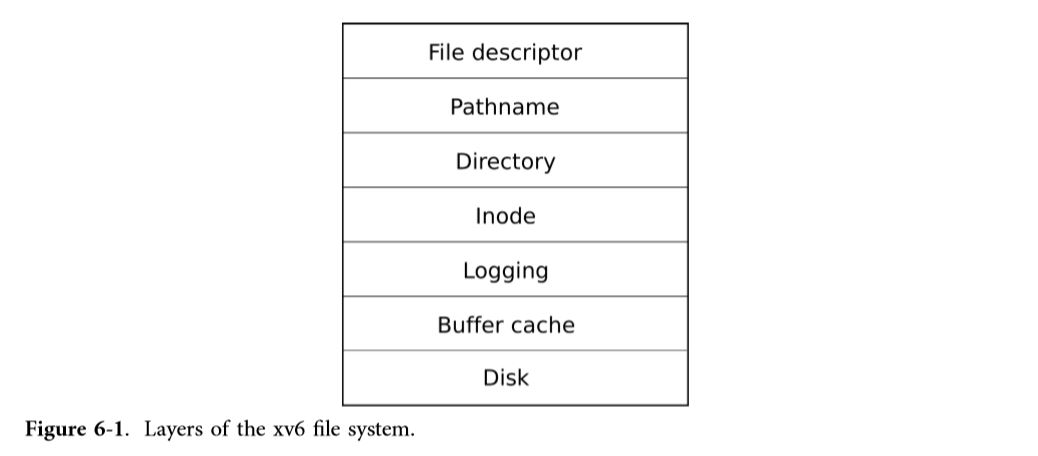 File descriptor
Pathname
Directory
Inode
Logging
Buffer cache
Disk
Figure 6-1. Layers of the xv6 file system.